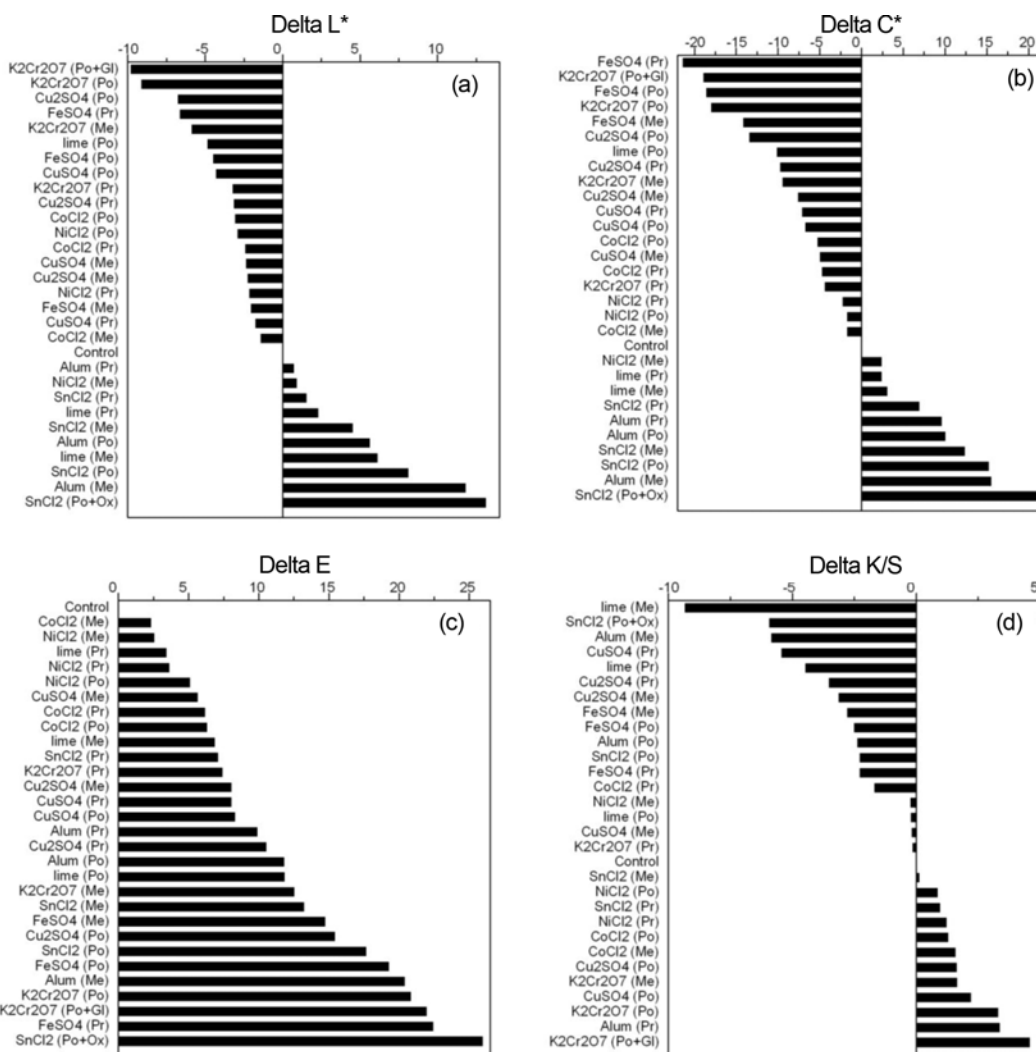 Delta L*
-10 -5 0 5 10
(a)
K2Cr2O7 (Po+Gl)
K2Cr2O7 (Po)
Cu2SO4 (Po)
FeSO4 (Pr)
K2Cr2O7 (Me)
lime (Po)
FeSO4 (Po)
CuSO4 (Po)
K2Cr2O7 (Pr)
Cu2SO4 (Pr)
CoCl2 (Po)
NiCl2 (Po)
CoCl2 (Pr)
CuSO4 (Me)
Cu2SO4 (Me)
NiCl2 (Pr)
FeSO4 (Me)
CuSO4 (Pr)
CoCl2 (Me)
Control
Alum (Pr)
NiCl2 (Me)
SnCl2 (Pr)
lime (Pr)
SnCl2 (Me)
Alum (Po)
lime (Me)
SnCl2 (Po)
Alum (Me)
SnCl2 (Po+Ox)
Delta C*
-20 -15 -10 -5 0 5 10 15 20
(b)
FeSO4 (Pr)
K2Cr2O7 (Po+Gl)
FeSO4 (Po)
K2Cr2O7 (Po)
FeSO4 (Me)
Cu2SO4 (Po)
lime (Po)
Cu2SO4 (Pr)
K2Cr2O7 (Me)
Cu2SO4 (Me)
CuSO4 (Pr)
CuSO4 (Po)
CoCl2 (Po)
CuSO4 (Me)
CoCl2 (Pr)
K2Cr2O7 (Pr)
NiCl2 (Pr)
NiCl2 (Po)
CoCl2 (Me)
Control
NiCl2 (Me)
lime (Pr)
lime (Me)
SnCl2 (Pr)
Alum (Pr)
Alum (Po)
SnCl2 (Me)
SnCl2 (Po)
Alum (Me)
SnCl2 (Po+Ox)
Delta E
0 5 10 15 20 25
(c)
Control
CoCl2 (Me)
NiCl2 (Me)
lime (Pr)
NiCl2 (Pr)
NiCl2 (Po)
CuSO4 (Me)
CoCl2 (Pr)
CoCl2 (Po)
lime (Me)
SnCl2 (Pr)
K2Cr2O7 (Pr)
Cu2SO4 (Me)
CuSO4 (Pr)
CuSO4 (Po)
Alum (Pr)
Cu2SO4 (Pr)
Alum (Po)
lime (Po)
K2Cr2O7 (Me)
SnCl2 (Me)
FeSO4 (Me)
Cu2SO4 (Po)
SnCl2 (Po)
FeSO4 (Po)
Alum (Me)
K2Cr2O7 (Po)
K2Cr2O7 (Po+Gl)
FeSO4 (Pr)
SnCl2 (Po+Ox)
Delta K/S
-10 -5 0 5
(d)
lime (Me)
SnCl2 (Po+Ox)
Alum (Me)
CuSO4 (Pr)
lime (Pr)
Cu2SO4 (Pr)
Cu2SO4 (Me)
FeSO4 (Me)
FeSO4 (Po)
Alum (Po)
SnCl2 (Po)
FeSO4 (Pr)
CoCl2 (Pr)
NiCl2 (Me)
lime (Po)
CuSO4 (Me)
K2Cr2O7 (Pr)
Control
SnCl2 (Me)
NiCl2 (Po)
SnCl2 (Pr)
NiCl2 (Pr)
CoCl2 (Po)
CoCl2 (Me)
Cu2SO4 (Po)
K2Cr2O7 (Me)
CuSO4 (Po)
K2Cr2O7 (Po)
Alum (Pr)
K2Cr2O7 (Po+Gl)